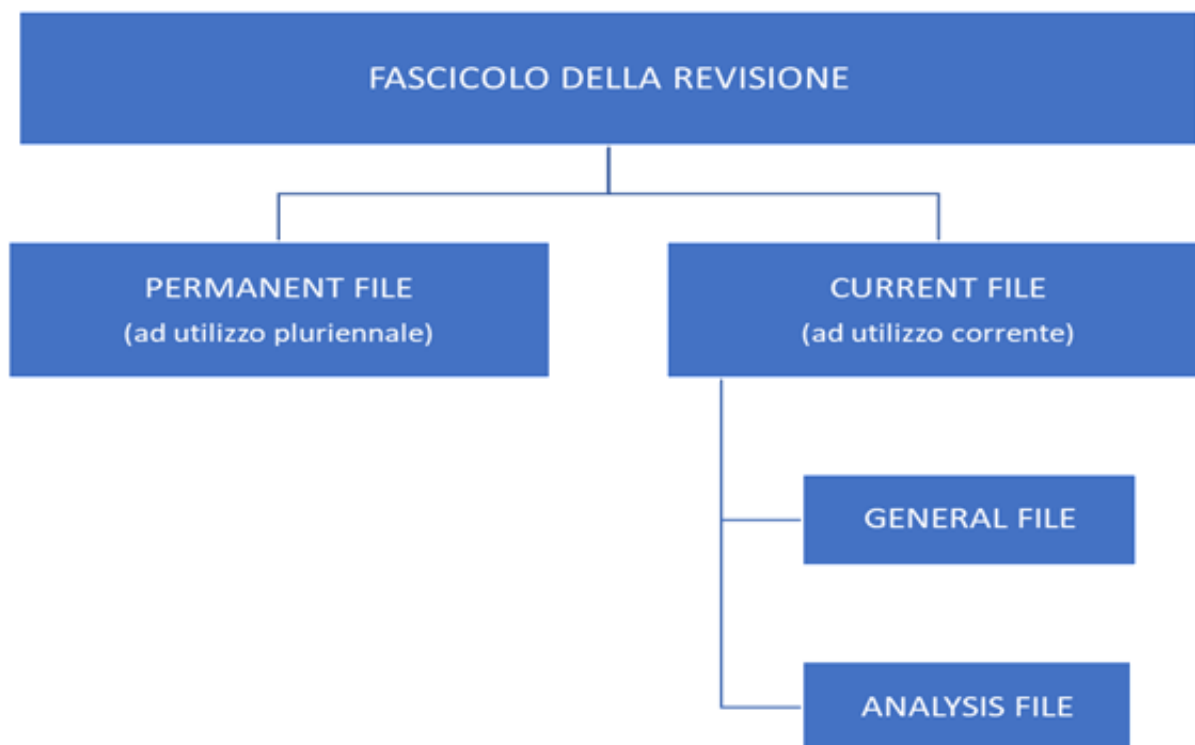 FASCICOLO DELLA REVISIONE
PERMANENT FILE
(ad utilizzo pluriennale)
CURRENT FILE
(ad utilizzo corrente)
GENERAL FILE
ANALYSIS FILE